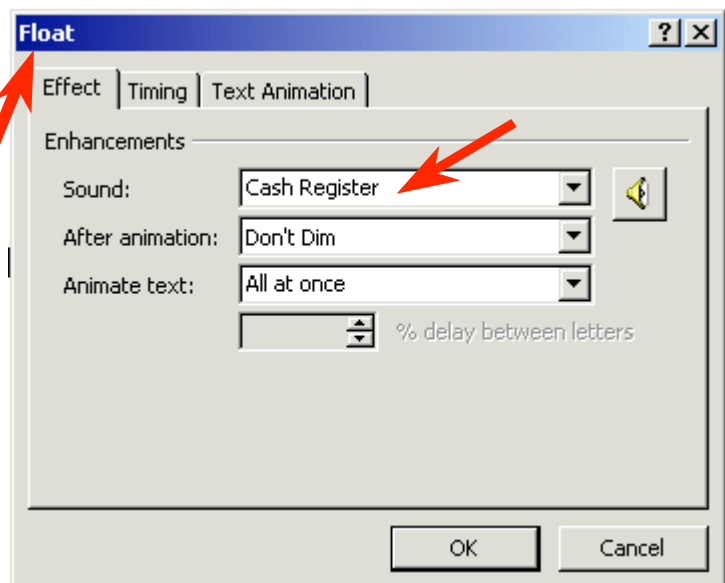 Float
Effect Timing Text Animation
Enhancements
Sound: Cash Register
After animation: Don't Dim
Animate text: All at once
% delay between letters
OK Cancel